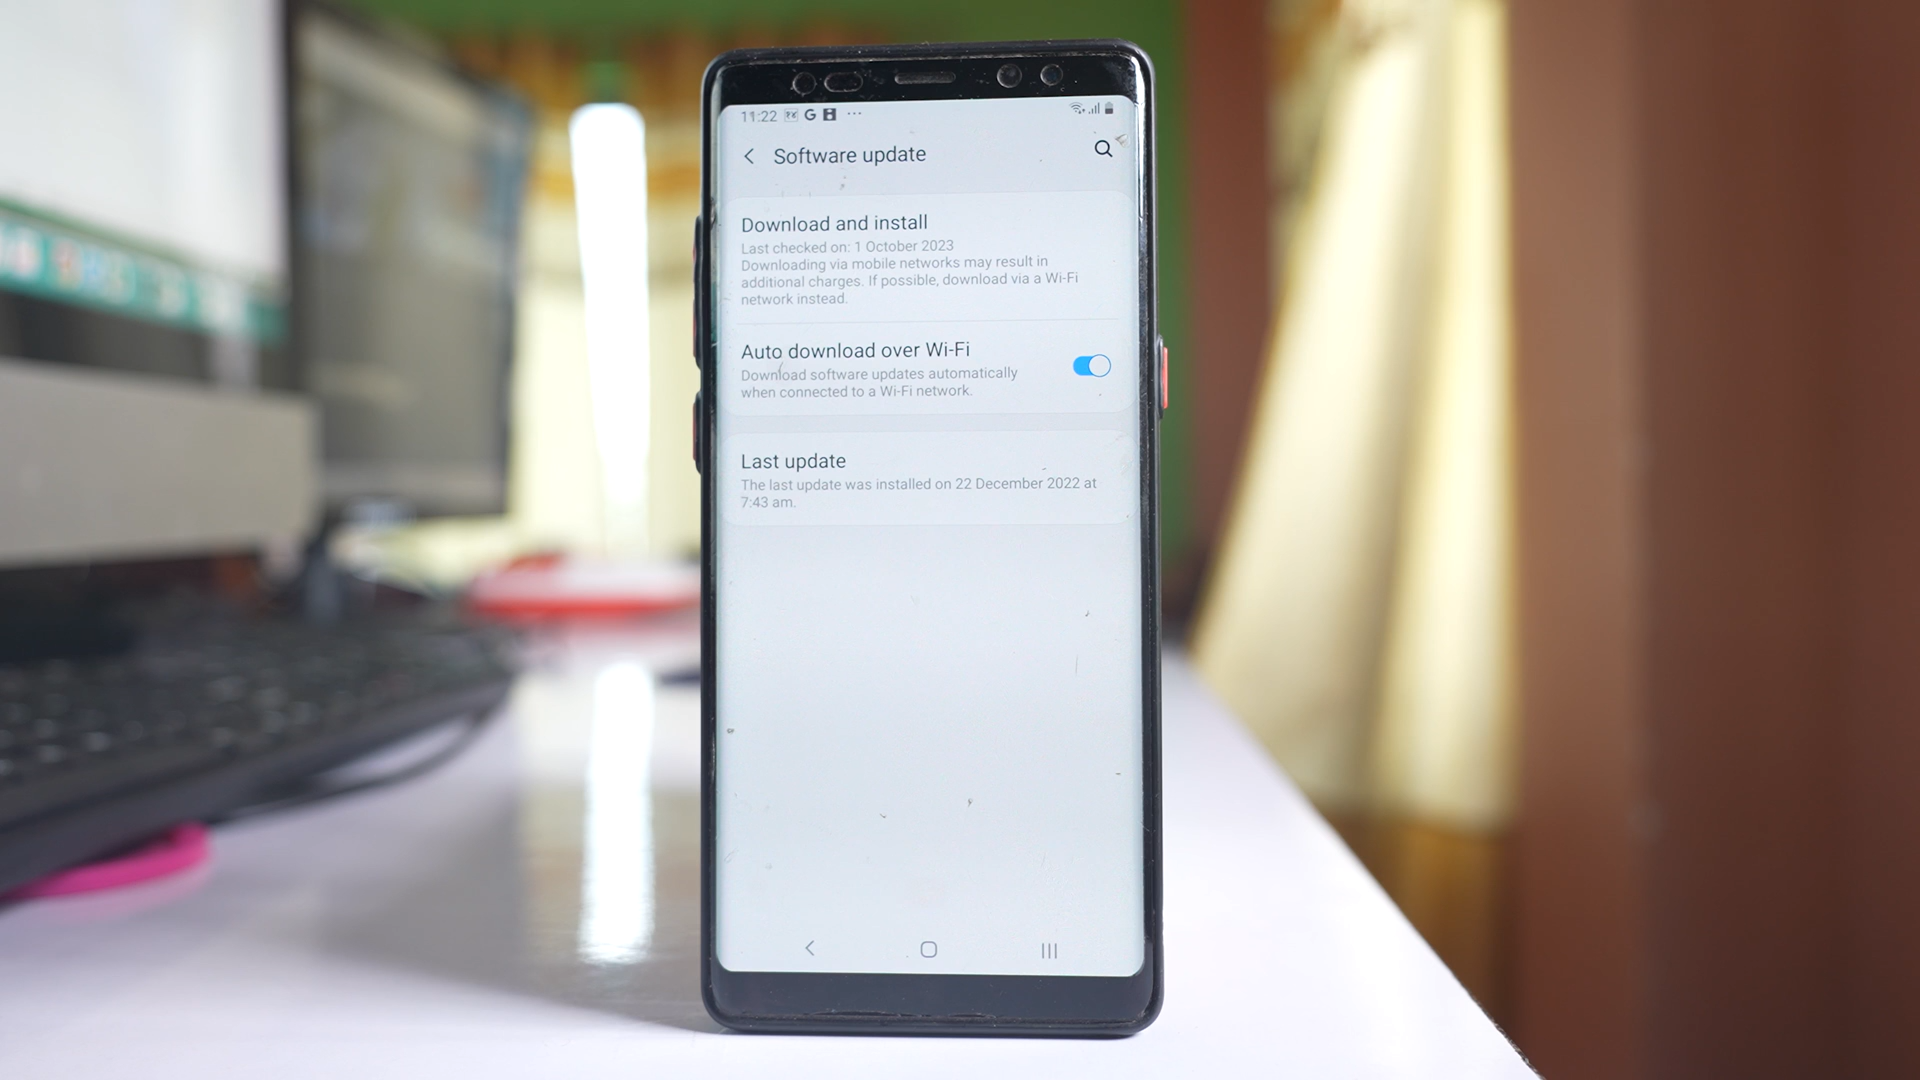 11:22 G
Software update
Download and install
Last checked on: 1 October 2023
Downloading via mobile networks may result in
additional charges. If possible, download via a Wi-Fi
network instead.
Auto download over Wi-Fi
Download software updates automatically
when connected to a Wi-Fi network.
Last update
The last update was installed on 22 December 2022 at
7:43 am.